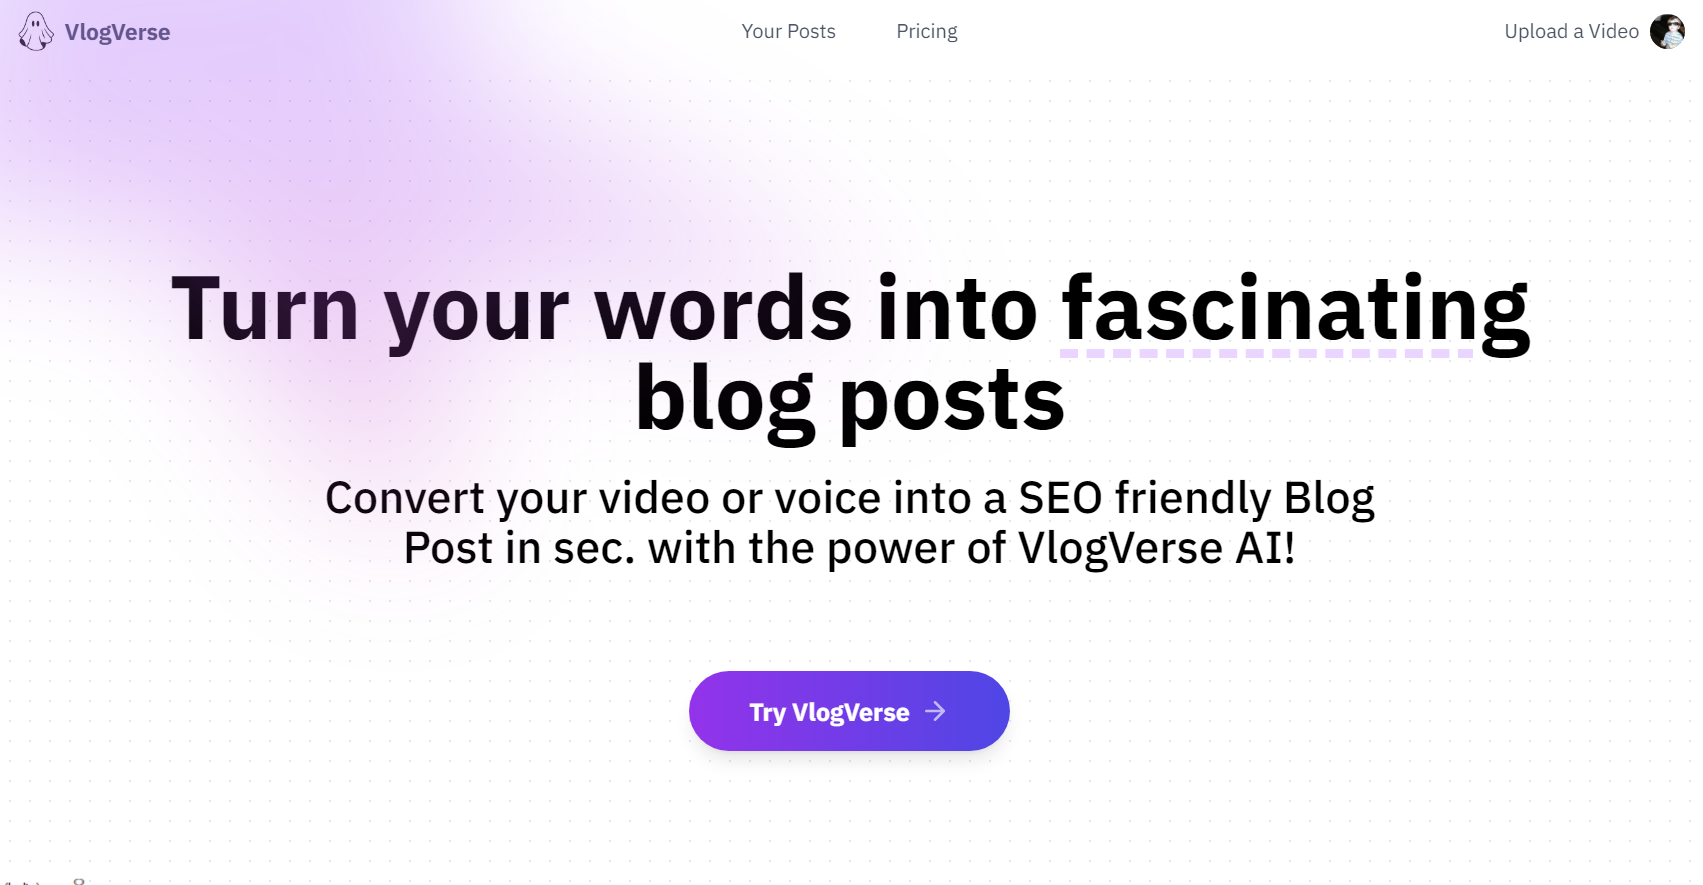 VlogVerse
Your Posts
Pricing
Upload a Video
Turn your words into fascinating
blog posts
Convert your video or voice into a SEO friendly Blog
Post in sec. with the power of VlogVerse AI!
Try VlogVerse →